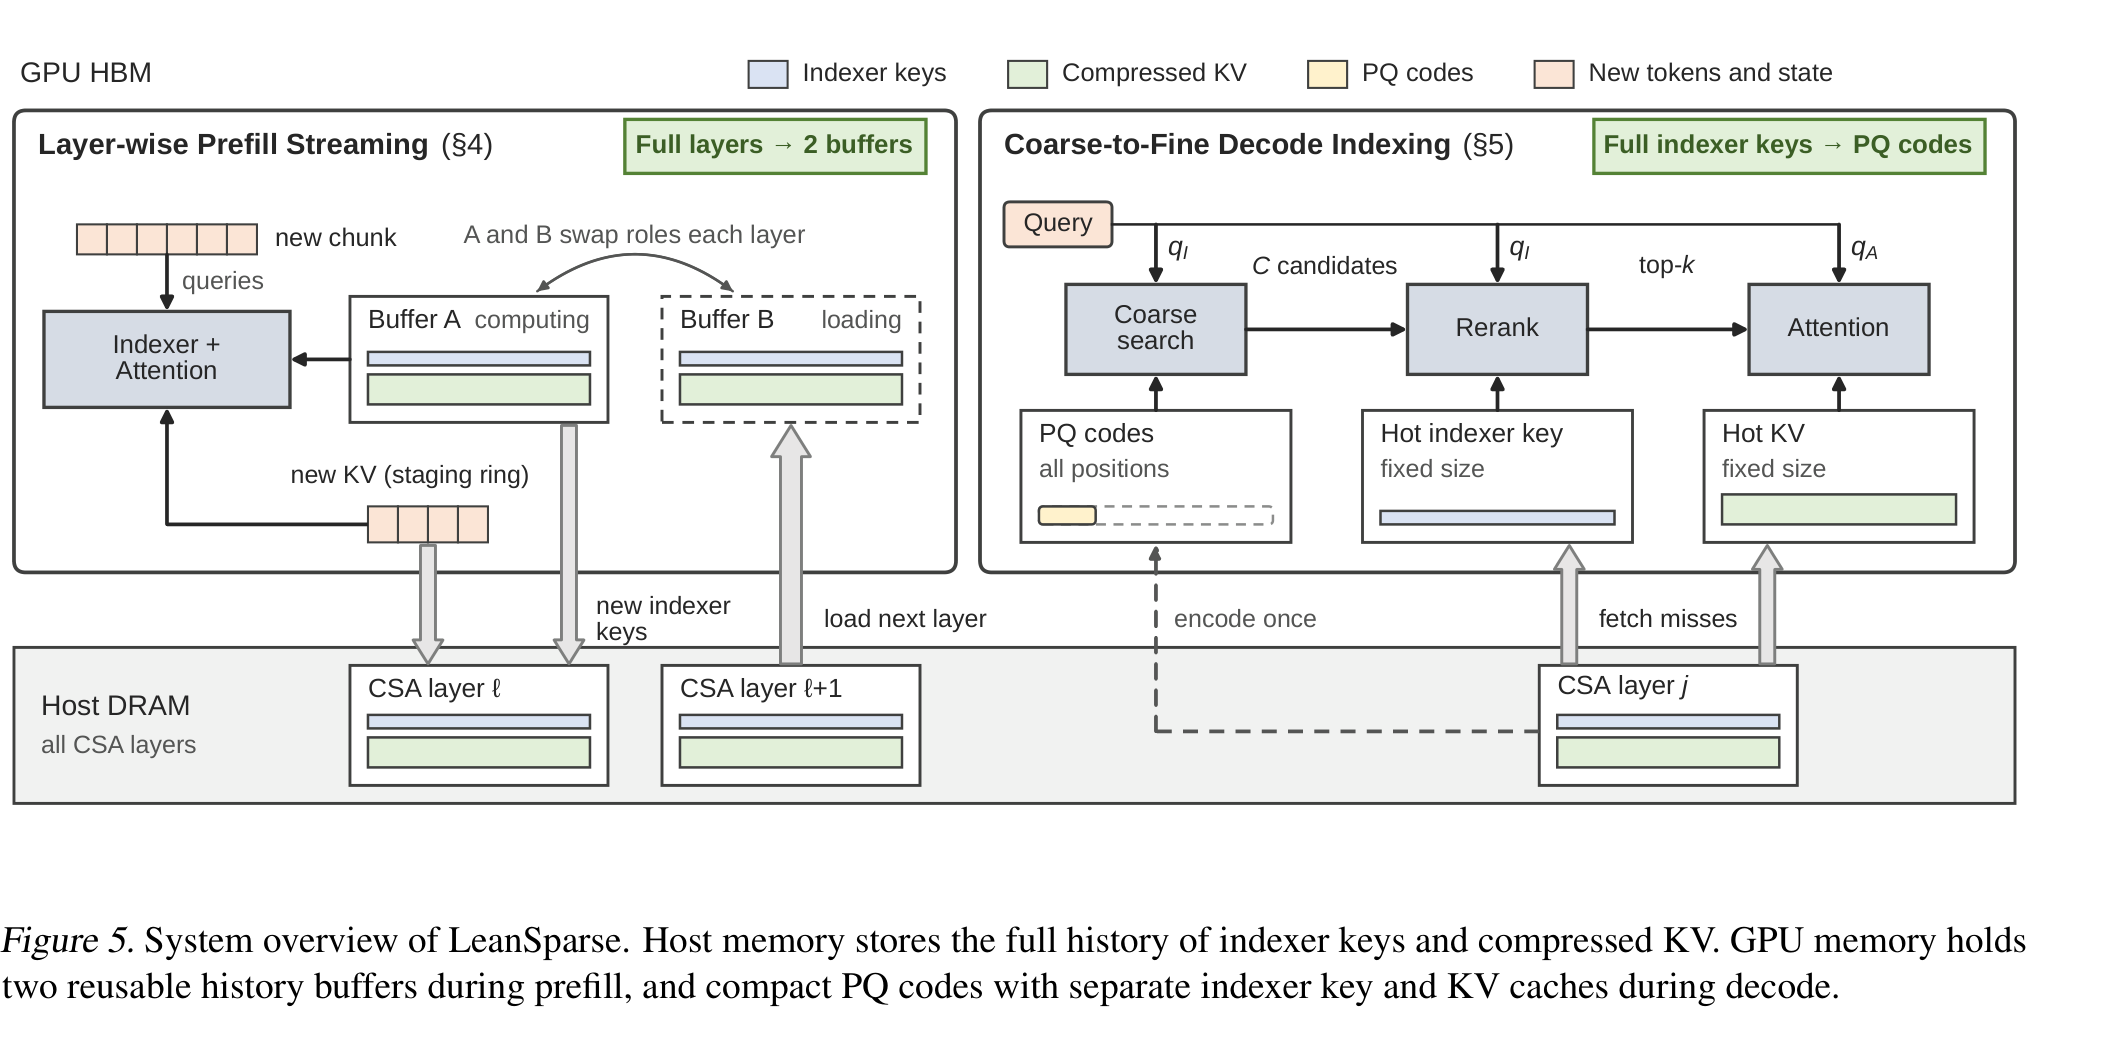 GPU HBM
Indexer keys
Compressed KV
PQ codes
New tokens and state
Layer-wise Prefill Streaming (§4)
Full layers → 2 buffers
new chunk
A and B swap roles each layer
queries
Indexer +
Attention
Buffer A computing
Buffer B loading
new KV (staging ring)
Coarse-to-Fine Decode Indexing (§5)
Full indexer keys → PQ codes
Query
qI
C candidates
qI
top-k
qA
Coarse
search
Rerank
Attention
PQ codes
all positions
Hot indexer key
fixed size
Hot KV
fixed size
new indexer
keys
load next layer
encode once
fetch misses
Host DRAM
all CSA layers
CSA layer ℓ
CSA layer ℓ+1
CSA layer j
Figure 5. System overview of LeanSparse. Host memory stores the full history of indexer keys and compressed KV. GPU memory holds
two reusable history buffers during prefill, and compact PQ codes with separate indexer key and KV caches during decode.